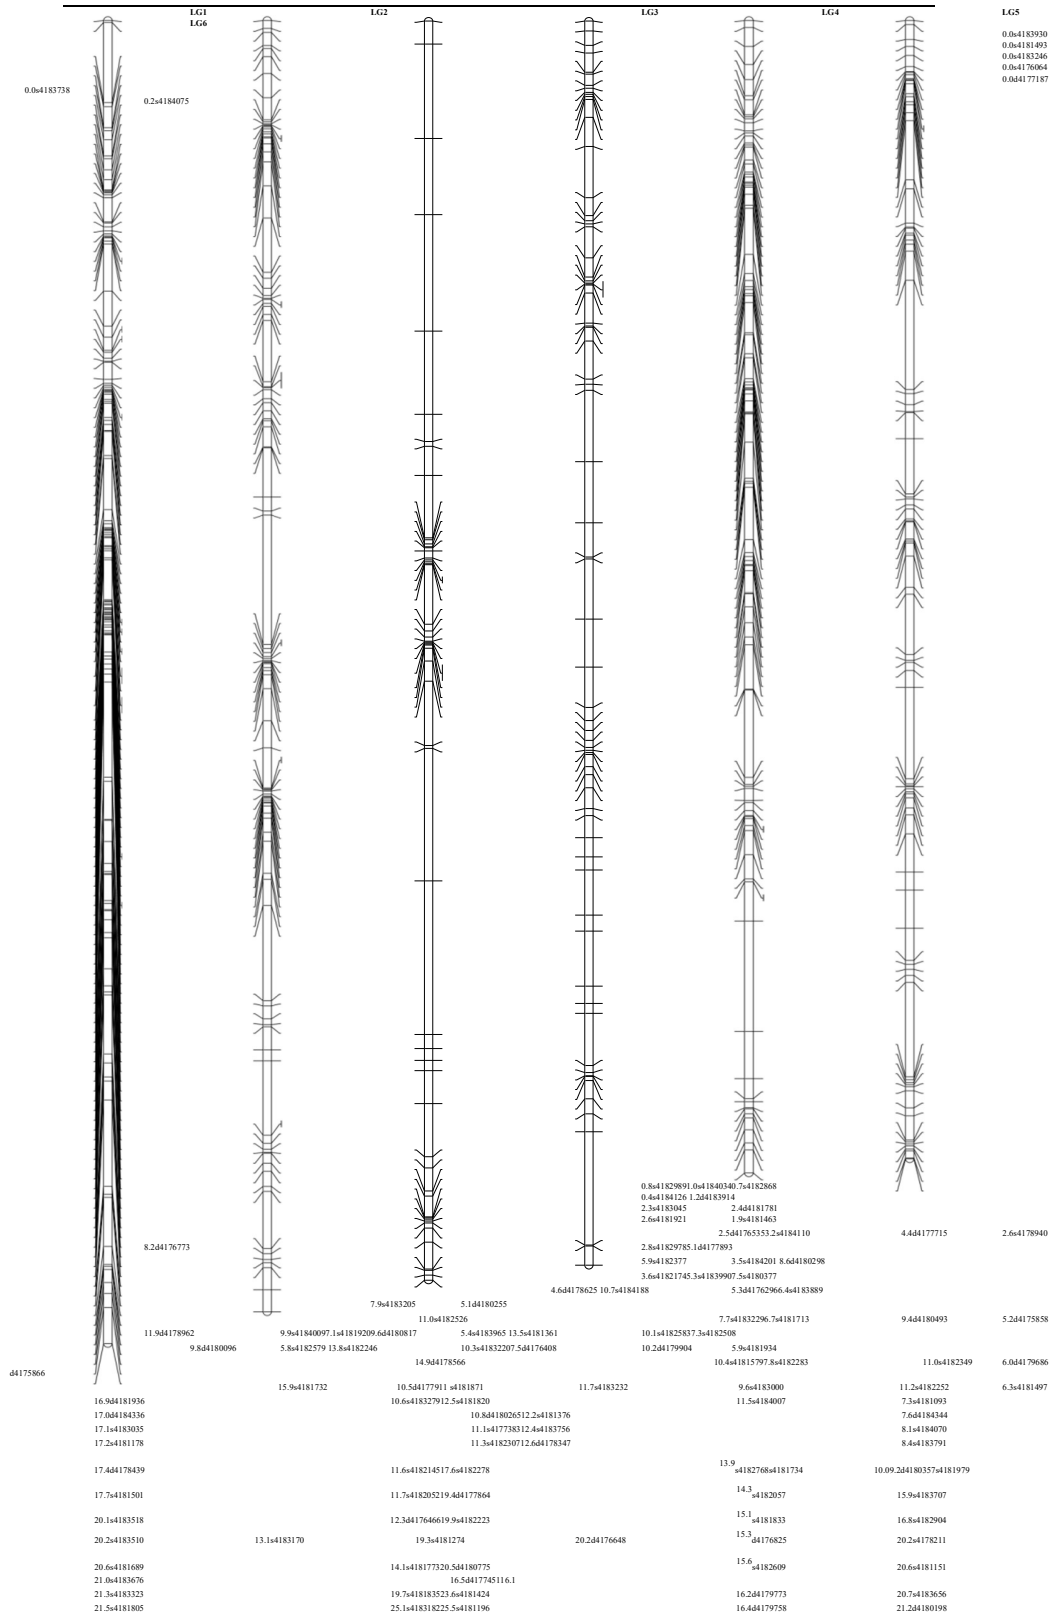 LG1 LG2 LG3 LG4 LG5
LG6
0.0s4183930
0.0s4181493
0.0s4183246
0.0s4176064
0.0d4177187
0.0s4183738
0.2s4184075
0.8s41829891.0s41840340.7s4182868
0.4s4184126 1.2d4183914
2.3s4183045 2.4d4181781
2.6s4181921 1.9s4181463
2.5d41765353.2s4184110 4.4d4177715 2.6s4178940
8.2d4176773 2.8s41829785.1d4177893
5.9s4182377 3.5s4184201 8.6d4180298
3.6s41821745.3s41839907.5s4180377
4.6d4178625 10.7s4184188 5.3d41762966.4s4183889
7.9s4183205 5.1d4180255
11.0s4182526 7.7s41832296.7s4181713 9.4d4180493 5.2d4175858
11.9d4178962 9.9s41840097.1s41819209.6d4180817 5.4s4183965 13.5s4181361 10.1s41825837.3s4182508
9.8d4180096 5.8s4182579 13.8s4182246 10.3s41832207.5d4176408 10.2d4179904 5.9s4181934
14.9d4178566 10.4s41815797.8s4182283 11.0s4182349 6.0d4179686
d4175866
15.9s4181732 10.5d4177911 s4181871 11.7s4183232 9.6s4183000 11.2s4182252 6.3s4181497
16.9d4181936 10.6s418327912.5s4181820 11.5s4184007 7.3s4181093
17.0d4184336 10.8d418026512.2s4181376 7.6d4184344
17.1s4183035 11.1s417738312.4s4183756 8.1s4184070
17.2s4181178 11.3s418230712.6d4178347 8.4s4183791
17.4d4178439 11.6s418214517.6s4182278 13.9 s4182768s4181734 10.09.2d4180357s4181979
17.7s4181501 11.7s418205219.4d4177864 14.3 s4182057 15.9s4183707
20.1s4183518 12.3d417646619.9s4182223 15.1 s4181833 16.8s4182904
20.2s4183510 13.1s4183170 19.3s4181274 20.2d4176648 15.3 d4176825 20.2s4178211
20.6s4181689 14.1s418177320.5d4180775 15.6 s4182609 20.6s4181151
21.0s4183676 16.5d417745116.1
21.3s4183323 19.7s418183523.6s4181424 16.2d4179773 20.7s4183656
21.5s4181805 25.1s418318225.5s4181196 16.4d4179758 21.2d4180198